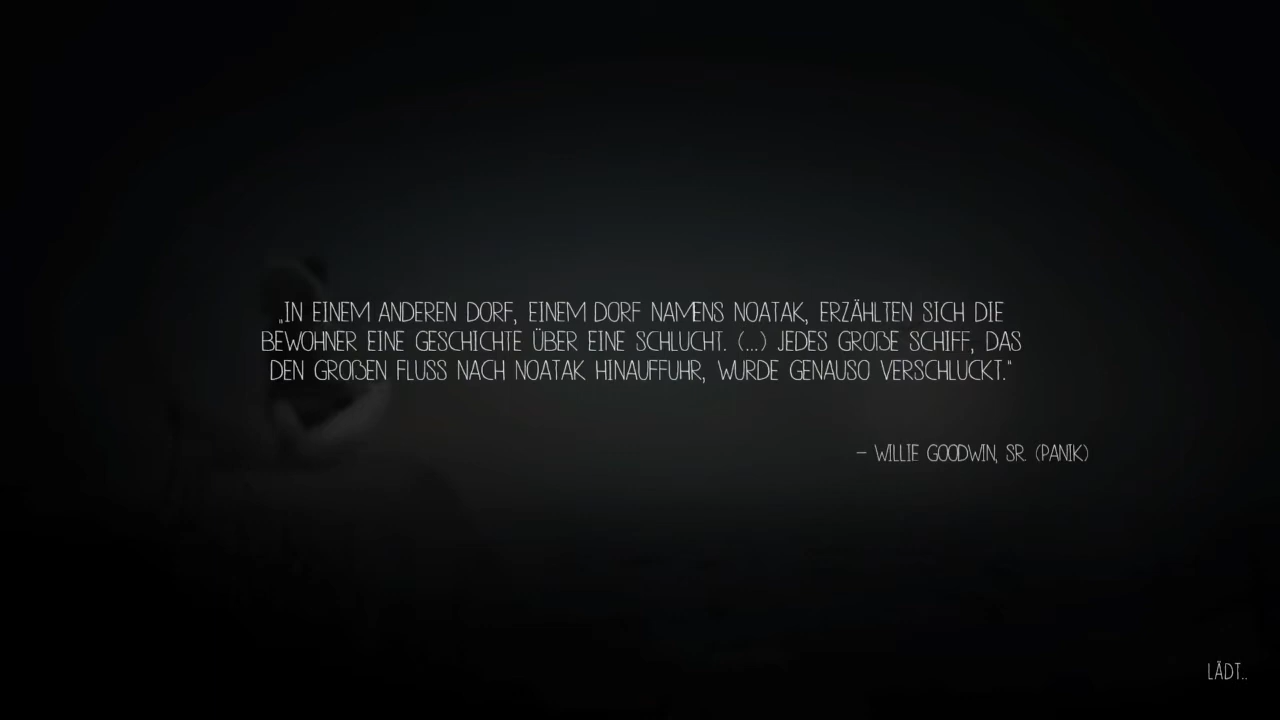 „IN EINEM ANDEREN DORF, EINEM DORF NAMENS NOATAK, ERZÄHLTEN SICH DIE
BEWOHNER EINE GESCHICHTE ÜBER EINE SCHLUCHT. (...) JEDES GROßE SCHIFF, DAS
DEN GROßEN FLUSS NACH NOATAK HINAUFFUHR, WURDE GENAUSO VERSCHLUCKT."
– WILLIE GOODWIN, SR. (PANIK)
LÄDT..